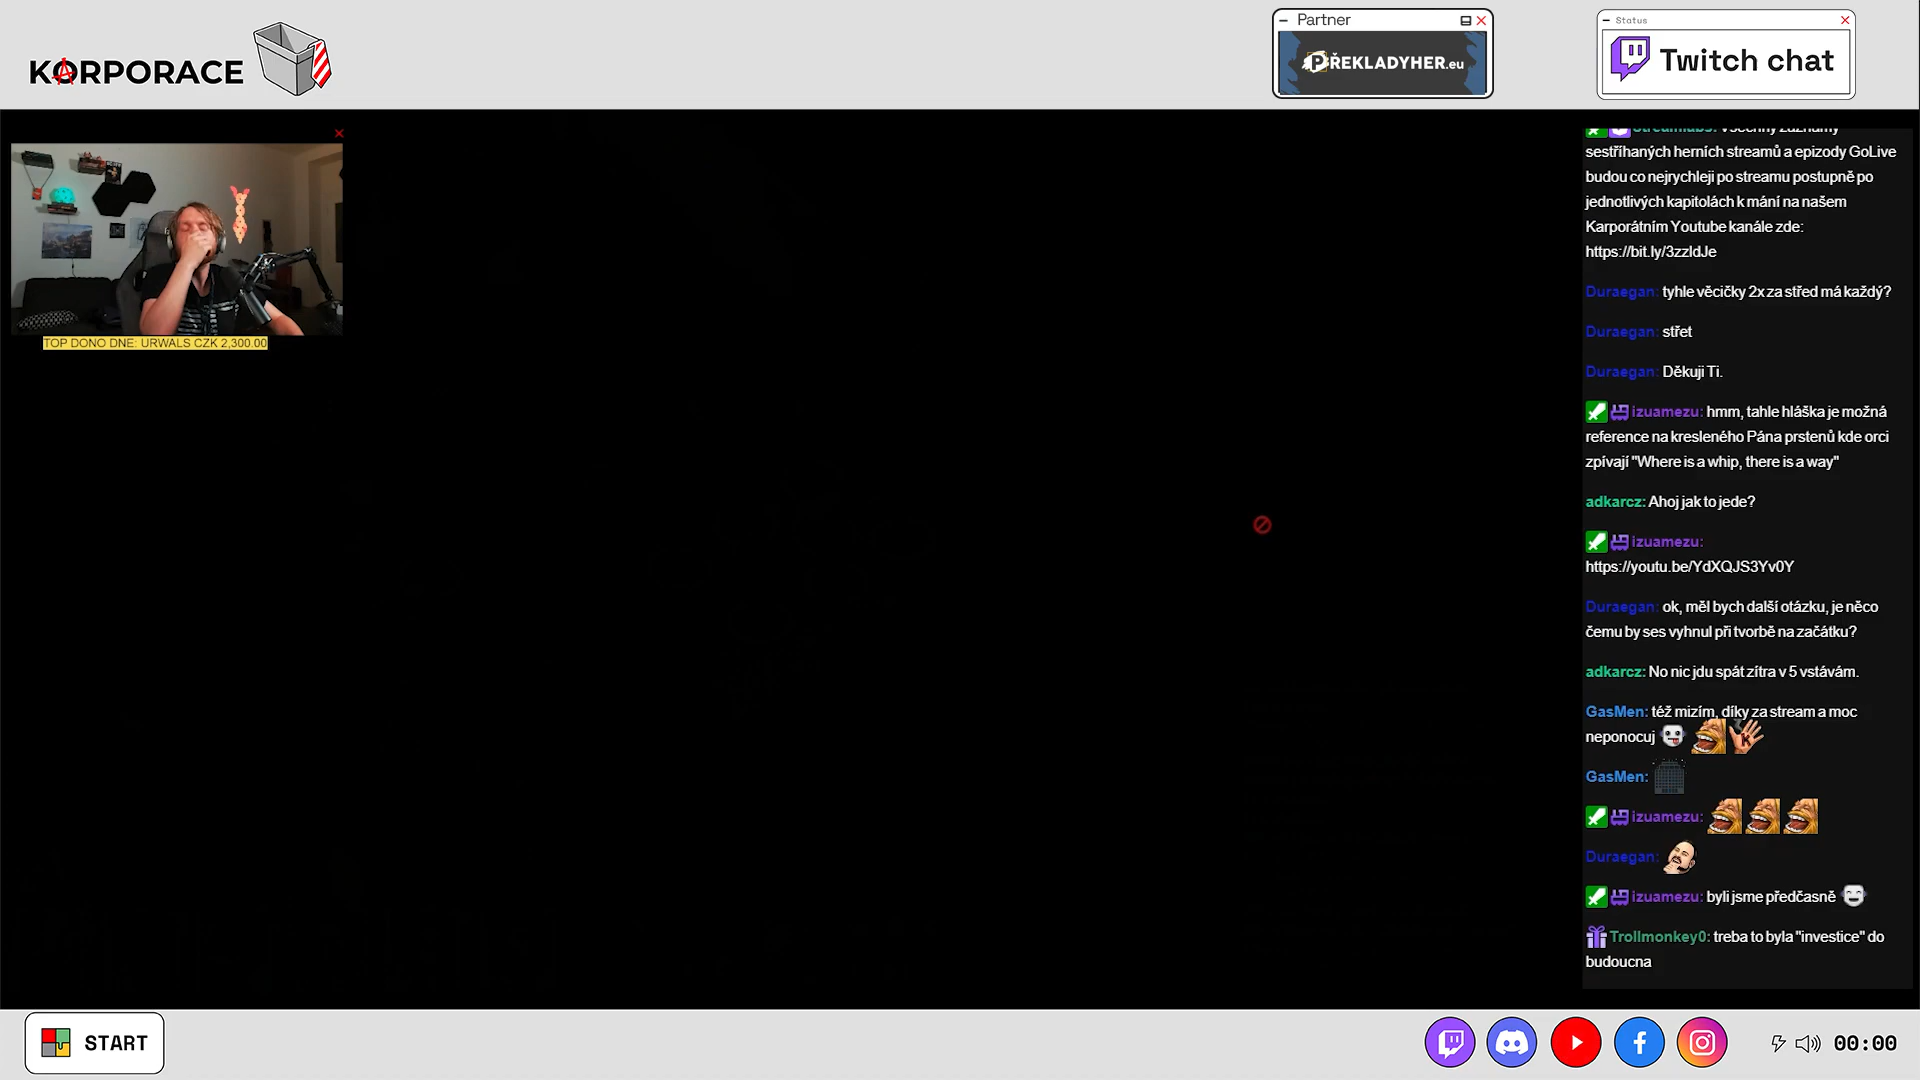 KARPORACE
Partner
PŘEKLADYHER.eu
Status
Twitch chat
TOP DONO DNE: URWALS CZK 2,300.00
Streamlabs: Všechny záznamy
sestříhaných herních streamů a epizody GoLive
budou co nejrychleji po streamu postupně po
jednotlivých kapitolách k mání na našem
Karporátním Youtube kanále zde:
https://bit.ly/3zzldJe
Duraegan: tyhle věcičky 2x za střed má každý?
Duraegan: střet
Duraegan: Děkuji Ti.
izuamezu: hmm, tahle hláška je možná
reference na kresleného Pána prstenů kde orci
zpívají "Where is a whip, there is a way"
adkarcz: Ahoj jak to jede?
izuamezu:
https://youtu.be/YdXQJS3Yv0Y
Duraegan: ok, měl bych další otázku, je něco
čemu by ses vyhnul při tvorbě na začátku?
adkarcz: No nic jdu spát zítra v 5 vstávám.
GasMen: též mizím, díky za stream a moc
neponocuj
GasMen:
izuamezu:
Duraegan:
izuamezu: byli jsme předčasně
Trollmonkey0: treba to byla "investice" do
budoucna
START
00:00